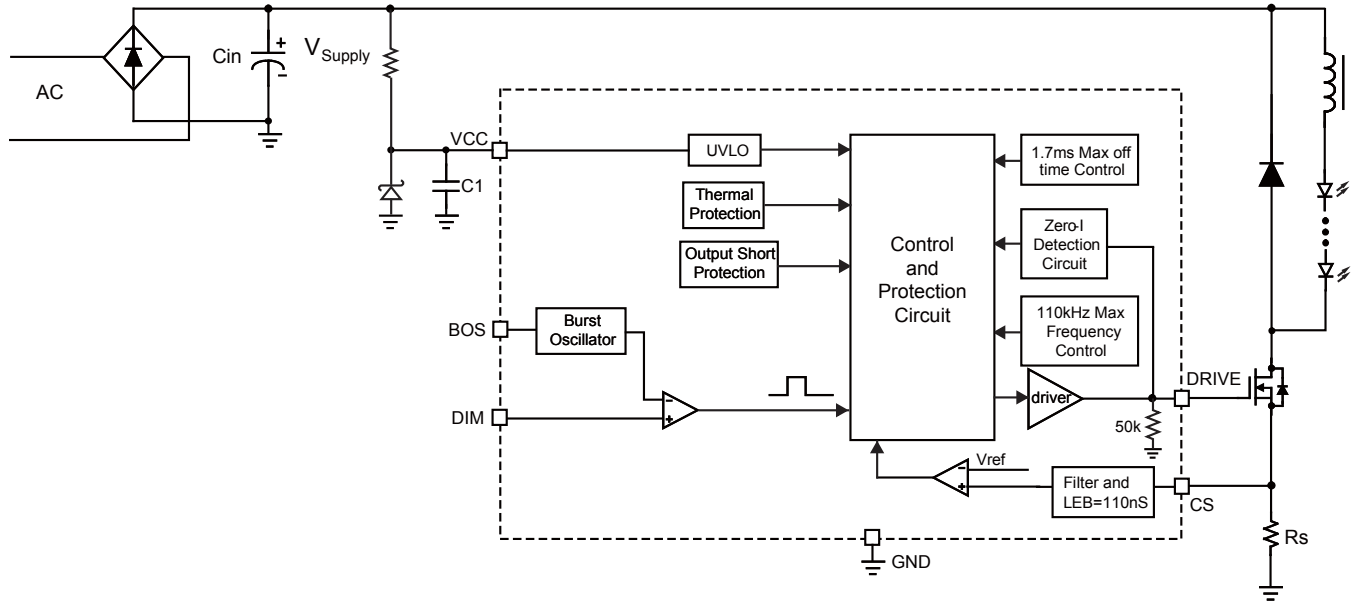 AC
Cin
+
-
VSupply
VCC
C1
UVLO
Thermal
Protection
Output Short
Protection
BOS
Burst
Oscillator
DIM
-
+
Control
and
Protection
Circuit
1.7ms Max off
time Control
Zero-I
Detection
Circuit
110kHz Max
Frequency
Control
driver
DRIVE
50k
Vref
-
+
Filter and
LEB=110nS
CS
GND
Rs